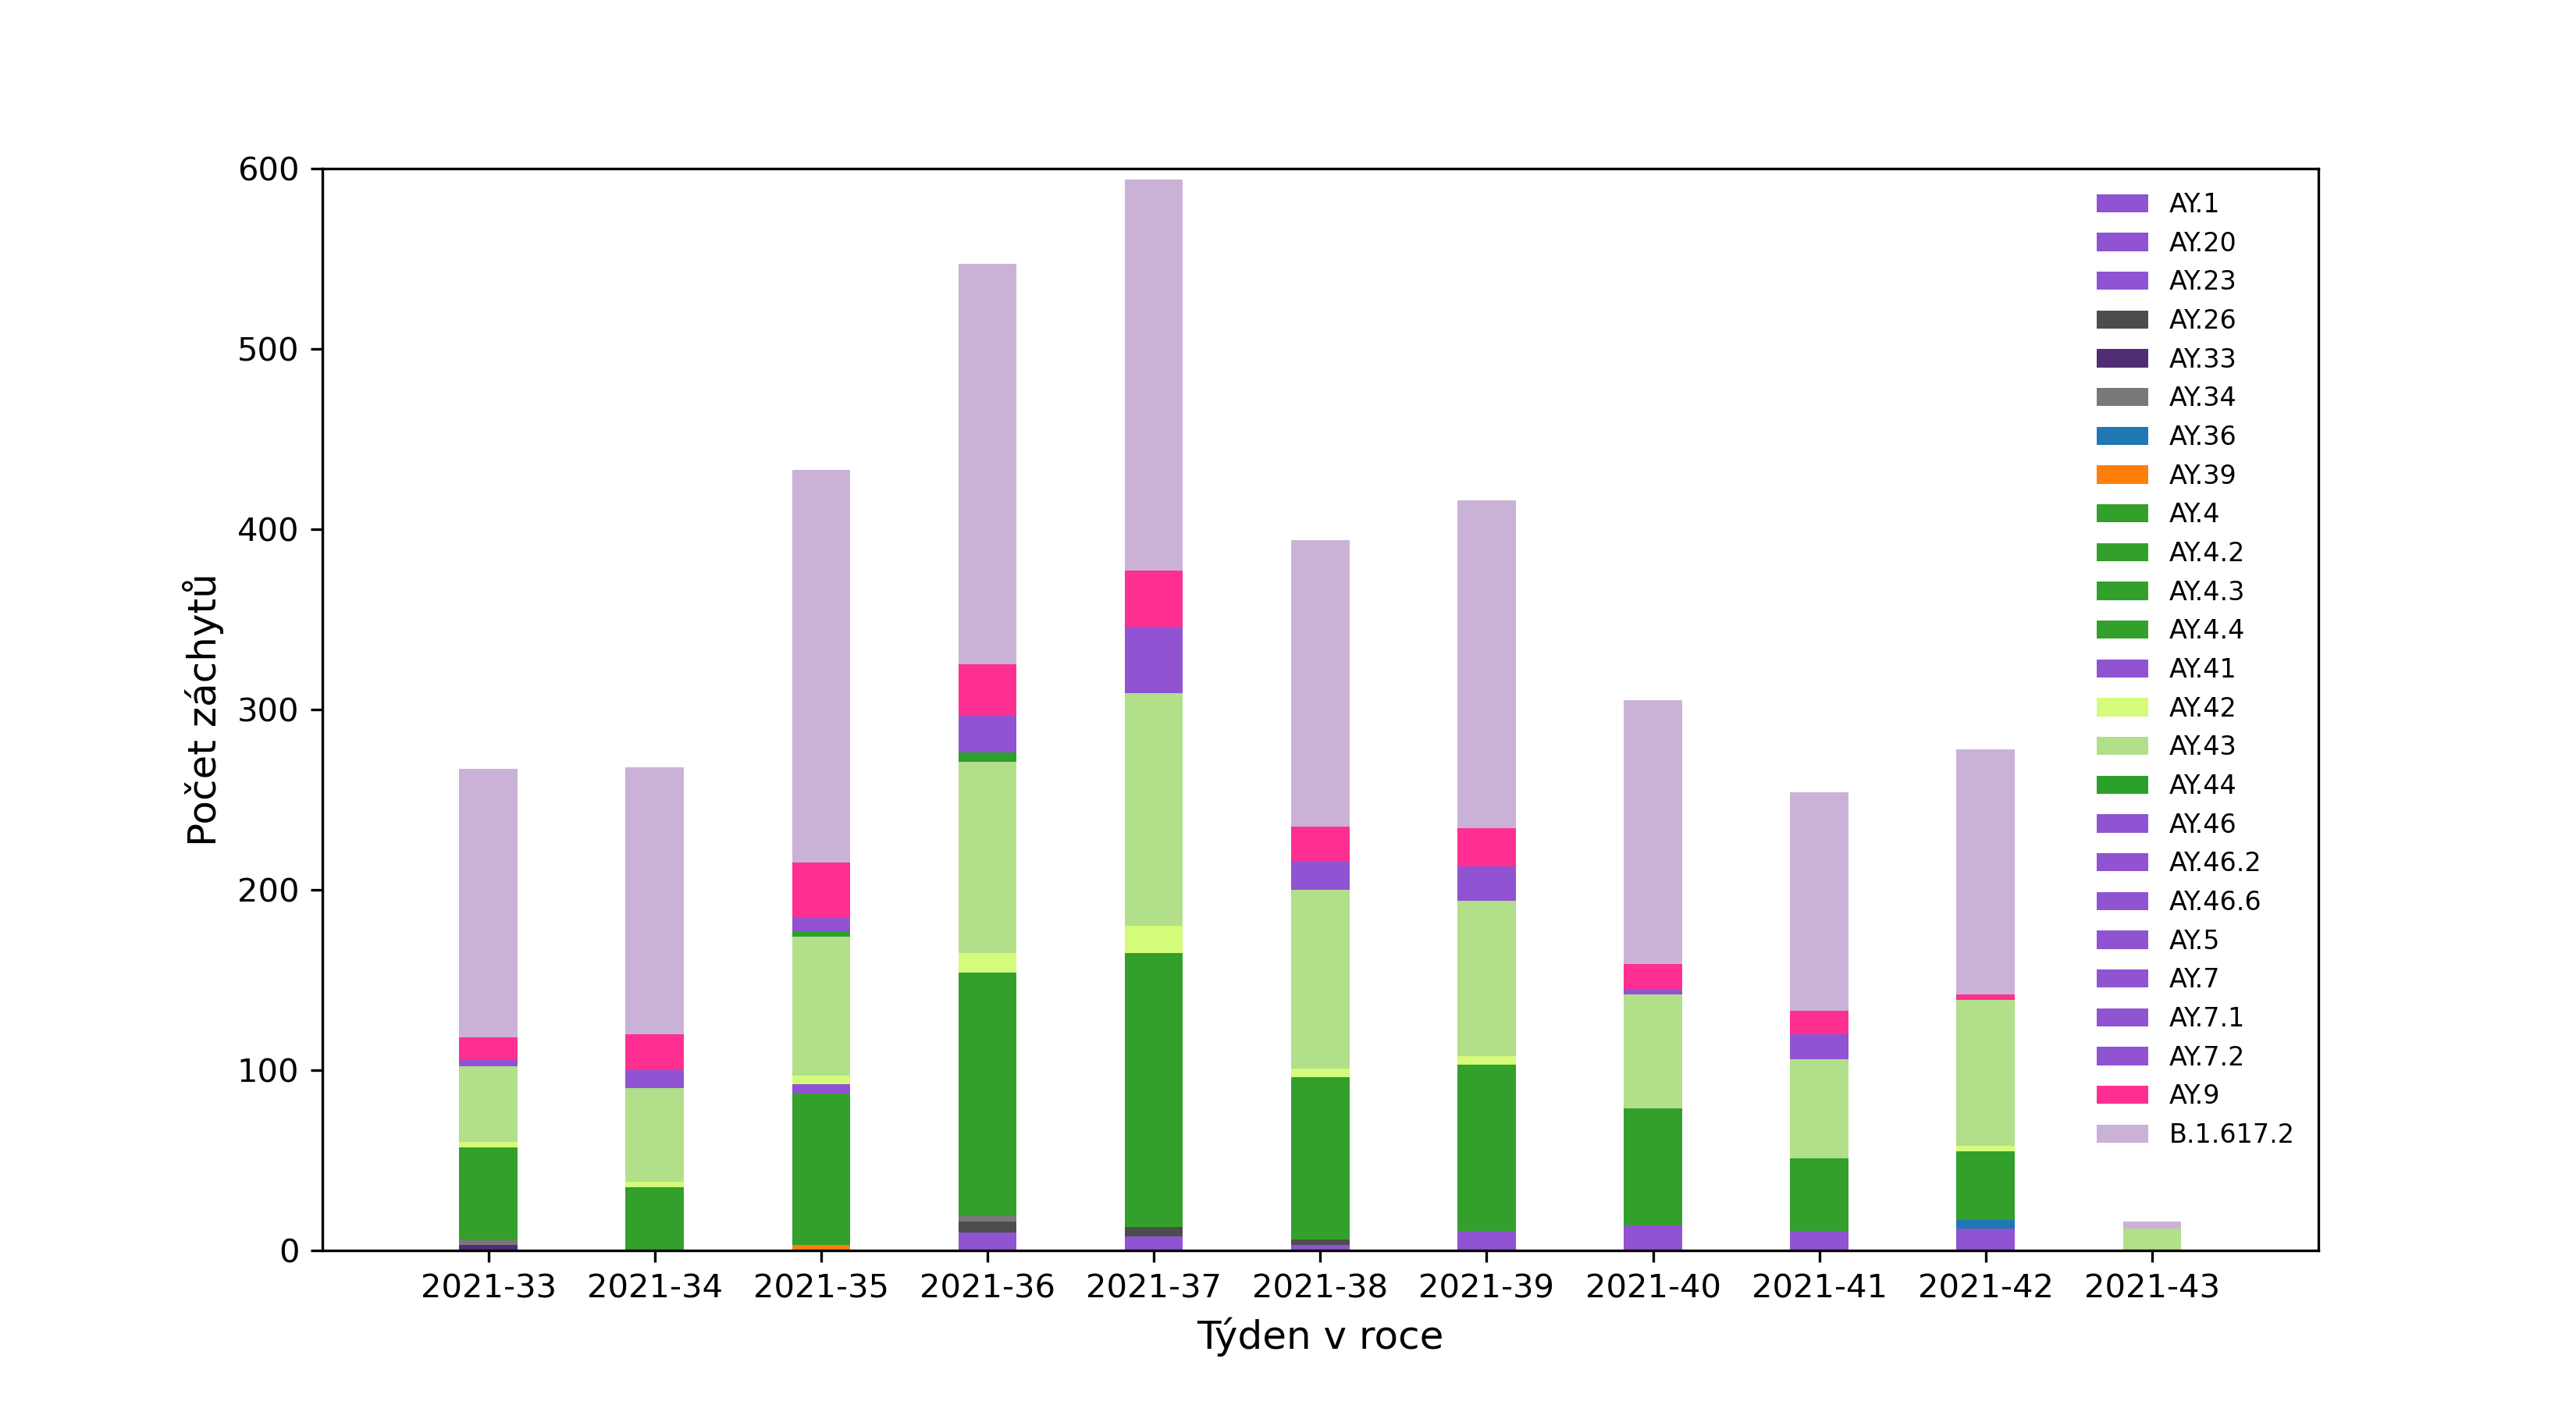 600
500
400
300
200
100
0
Počet záchytů
2021-33
2021-34
2021-35
2021-36
2021-37
2021-38
2021-39
2021-40
2021-41
2021-42
2021-43
Týden v roce
AY.1
AY.20
AY.23
AY.26
AY.33
AY.34
AY.36
AY.39
AY.4
AY.4.2
AY.4.3
AY.4.4
AY.41
AY.42
AY.43
AY.44
AY.46
AY.46.2
AY.46.6
AY.5
AY.7
AY.7.1
AY.7.2
AY.9
B.1.617.2